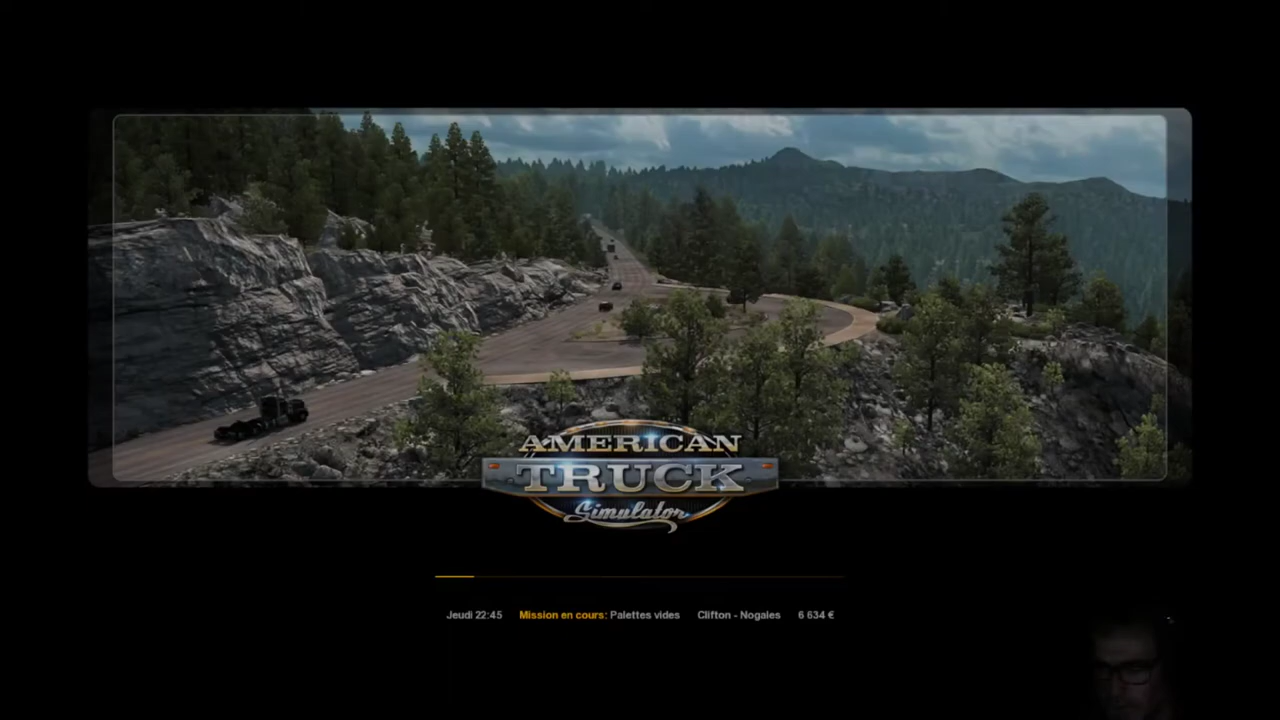 AMERICAN
TRUCK
Simulator
Jeudi 22:45 Mission en cours: Palettes vides Clifton - Nogales 6 634 €